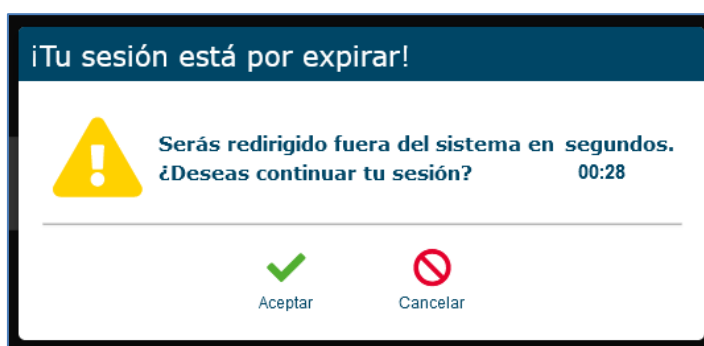 ¡Tu sesión está por expirar!
Serás redirigido fuera del sistema en segundos.
¿Deseas continuar tu sesión? 00:28
Aceptar Cancelar